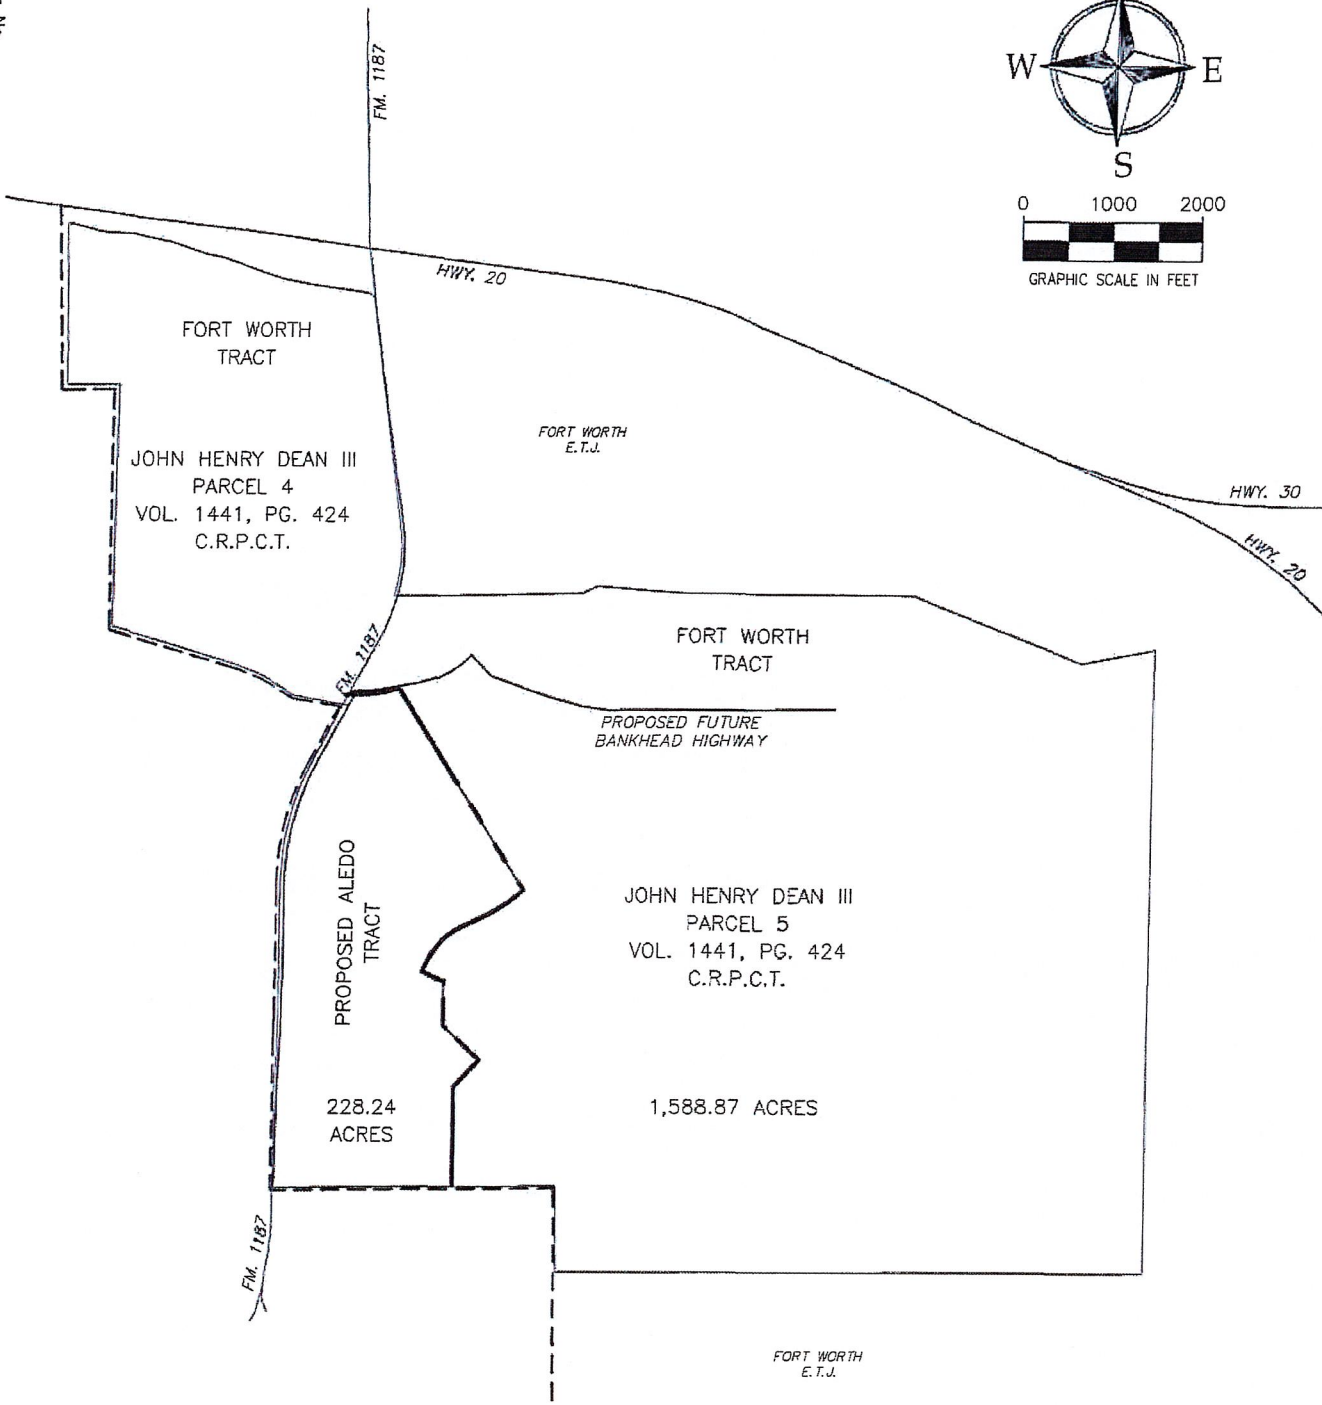 FM. 1187
W
E
S
0 1000 2000
GRAPHIC SCALE IN FEET
HWY. 20
FORT WORTH
TRACT
FORT WORTH
E.T.J.
JOHN HENRY DEAN III
PARCEL 4
VOL. 1441, PG. 424
C.R.P.C.T.
HWY. 30
HWY. 20
FM. 1187
FORT WORTH
TRACT
PROPOSED FUTURE
BANKHEAD HIGHWAY
PROPOSED ALEDO
TRACT
JOHN HENRY DEAN III
PARCEL 5
VOL. 1441, PG. 424
C.R.P.C.T.
228.24
ACRES
1,588.87 ACRES
FM. 1187
FORT WORTH
E.T.J.